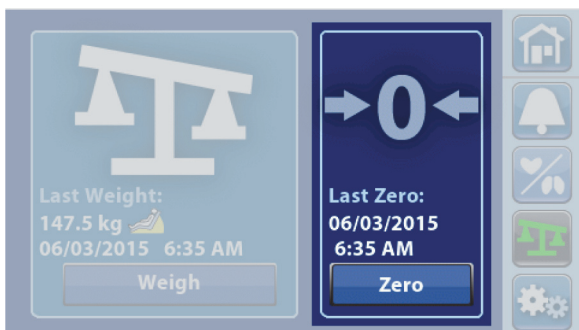 Last Weight:
147.5 kg
06/03/2015 6:35 AM
Weigh
0
Last Zero:
06/03/2015
6:35 AM
Zero